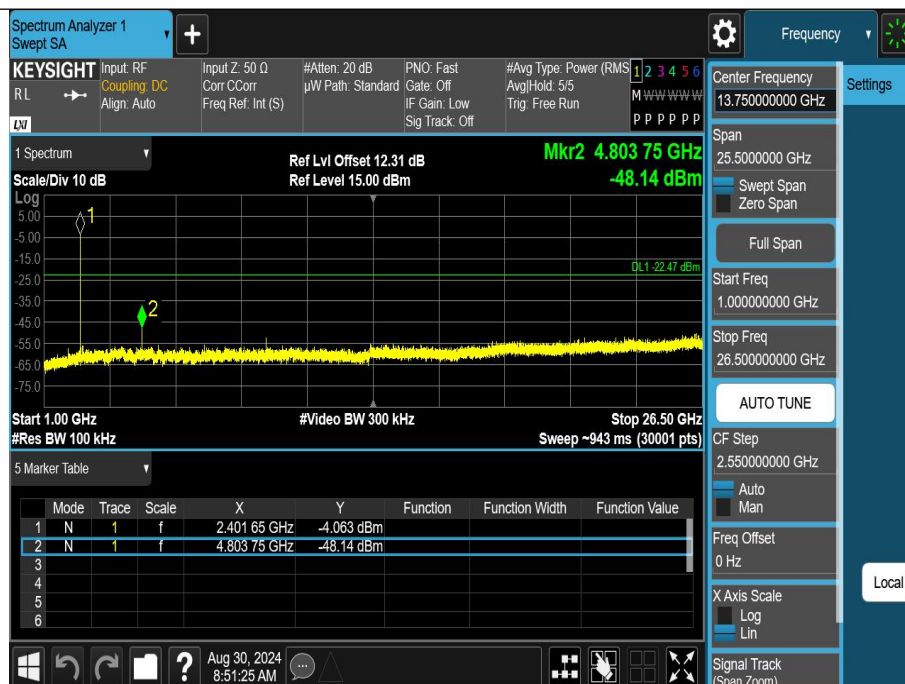 Spectrum Analyzer 1
Swept SA
+
Frequency
KEYSIGHT
RL
LXI
Input: RF
Coupling: DC
Align: Auto
Input Z: 50 Ω
Corr CCorr
Freq Ref: Int (S)
#Atten: 20 dB
µW Path: Standard
PNO: Fast
Gate: Off
IF Gain: Low
Sig Track: Off
#Avg Type: Power (RMS
Avg|Hold: 5/5
Trig: Free Run
1 2 3 4 5 6
M W W W W W
P P P P P P
1 Spectrum
Scale/Div 10 dB
Ref Lvl Offset 12.31 dB
Ref Level 15.00 dBm
Mkr2 4.803 75 GHz
-48.14 dBm
Log
5.00
-5.00
-15.0
-25.0
-35.0
-45.0
-55.0
-65.0
-75.0
1
2
DL1 -22.47 dBm
Start 1.00 GHz
#Video BW 300 kHz
Stop 26.50 GHz
#Res BW 100 kHz
Sweep ~943 ms (30001 pts)
5 Marker Table
Mode Trace Scale X Y Function Function Width Function Value
1 N 1 f 2.401 65 GHz -4.063 dBm
2 N 1 f 4.803 75 GHz -48.14 dBm
3
4
5
6
?
Aug 30, 2024
8:51:25 AM
Center Frequency
13.750000000 GHz
Settings
Span
25.5000000 GHz
Swept Span
Zero Span
Full Span
Start Freq
1.000000000 GHz
Stop Freq
26.500000000 GHz
AUTO TUNE
CF Step
2.550000000 GHz
Auto
Man
Freq Offset
0 Hz
Local
X Axis Scale
Log
Lin
Signal Track
(Span Zoom)